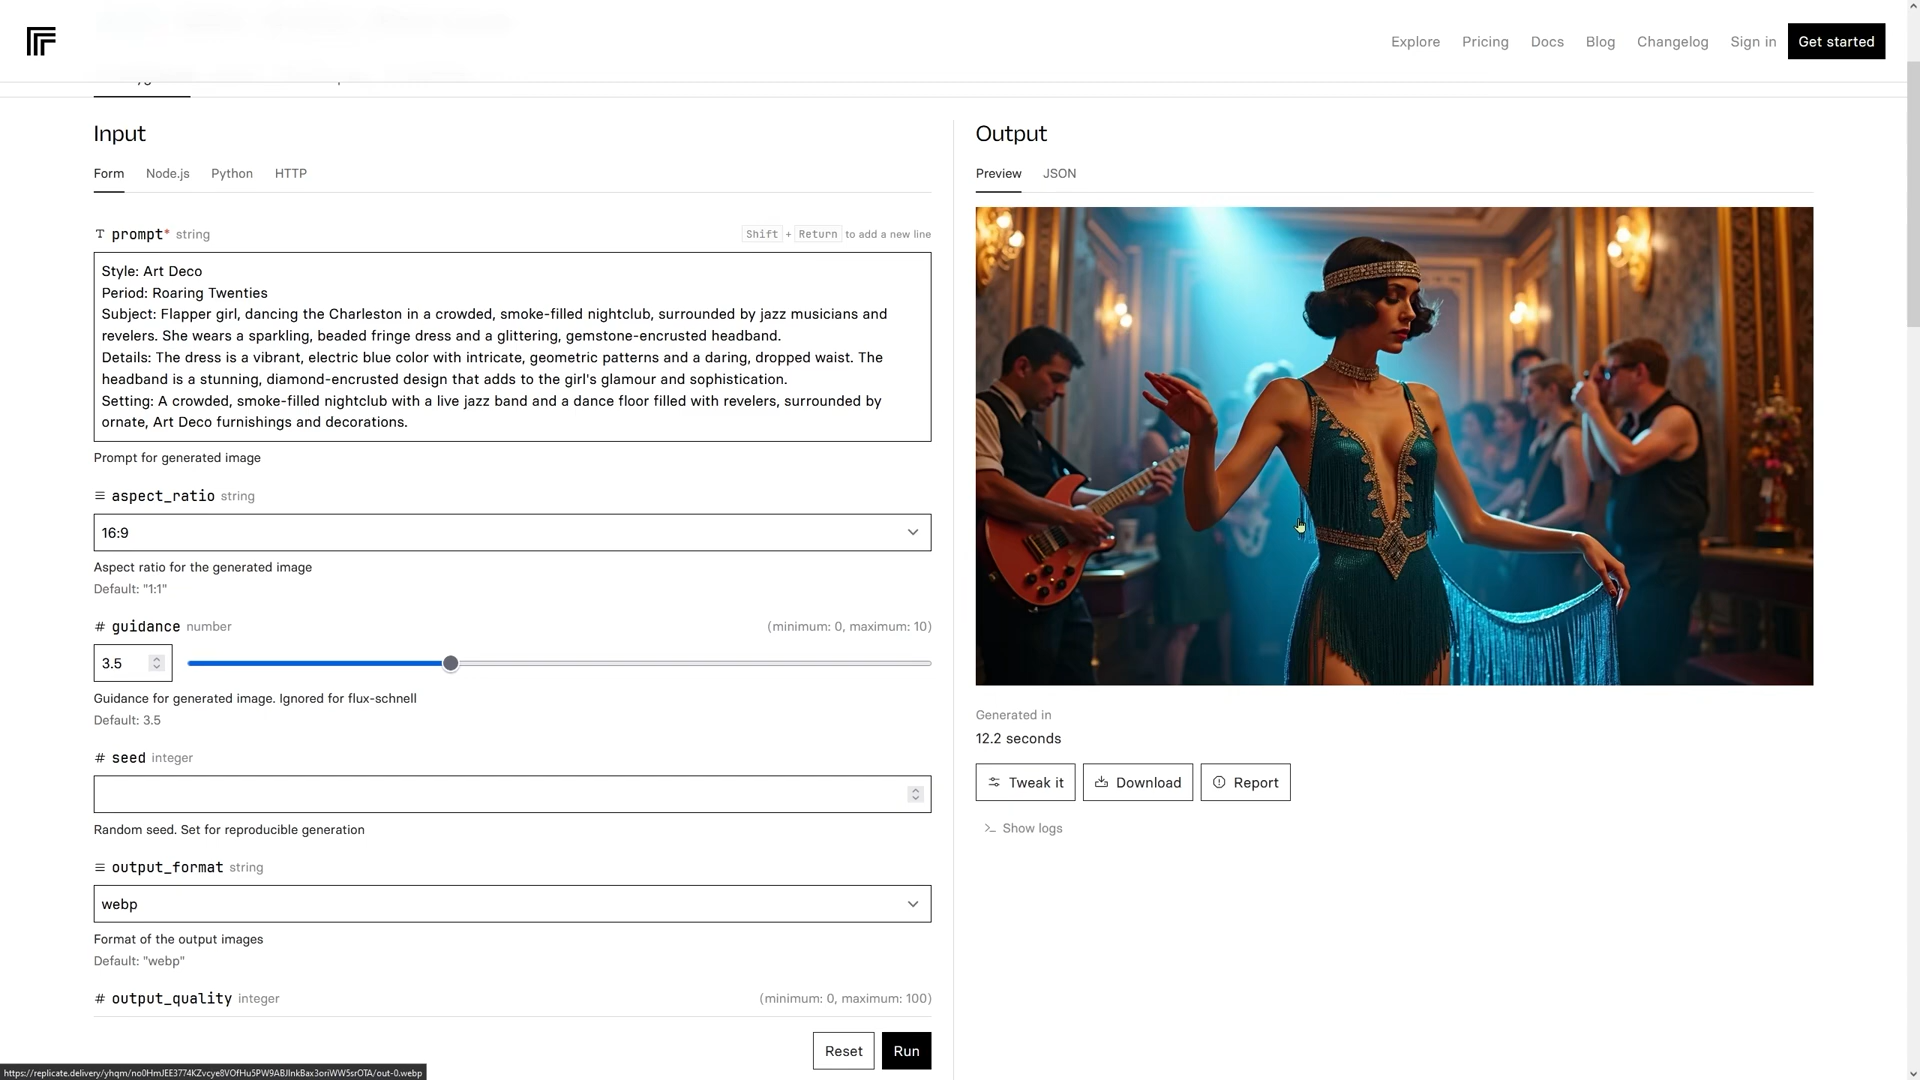 Explore Pricing Docs Blog Changelog Sign in Get started
Input
Form Node.js Python HTTP
prompt* string Shift + Return to add a new line
Style: Art Deco
Period: Roaring Twenties
Subject: Flapper girl, dancing the Charleston in a crowded, smoke-filled nightclub, surrounded by jazz musicians and
revelers. She wears a sparkling, beaded fringe dress and a glittering, gemstone-encrusted headband.
Details: The dress is a vibrant, electric blue color with intricate, geometric patterns and a daring, dropped waist. The
headband is a stunning, diamond-encrusted design that adds to the girl's glamour and sophistication.
Setting: A crowded, smoke-filled nightclub with a live jazz band and a dance floor filled with revelers, surrounded by
ornate, Art Deco furnishings and decorations.
Prompt for generated image
aspect_ratio string
16:9
Aspect ratio for the generated image
Default: "1:1"
# guidance number (minimum: 0, maximum: 10)
3.5
Guidance for generated image. Ignored for flux-schnell
Default: 3.5
# seed integer
Random seed. Set for reproducible generation
output_format string
webp
Format of the output images
Default: "webp"
# output_quality integer (minimum: 0, maximum: 100)
Reset Run
Output
Preview JSON
Generated in
12.2 seconds
Tweak it Download Report
Show logs